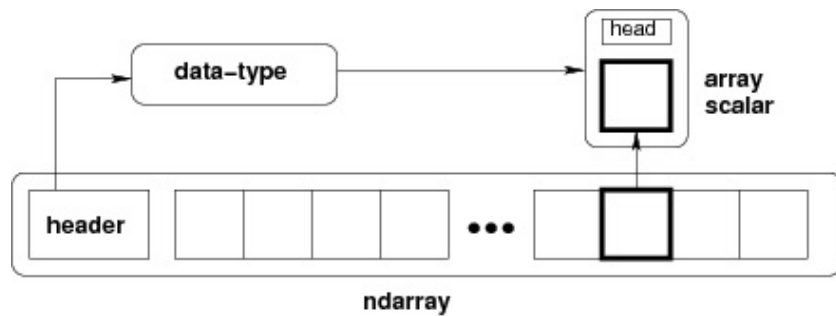 head
data-type
array
scalar
header
•••
ndarray